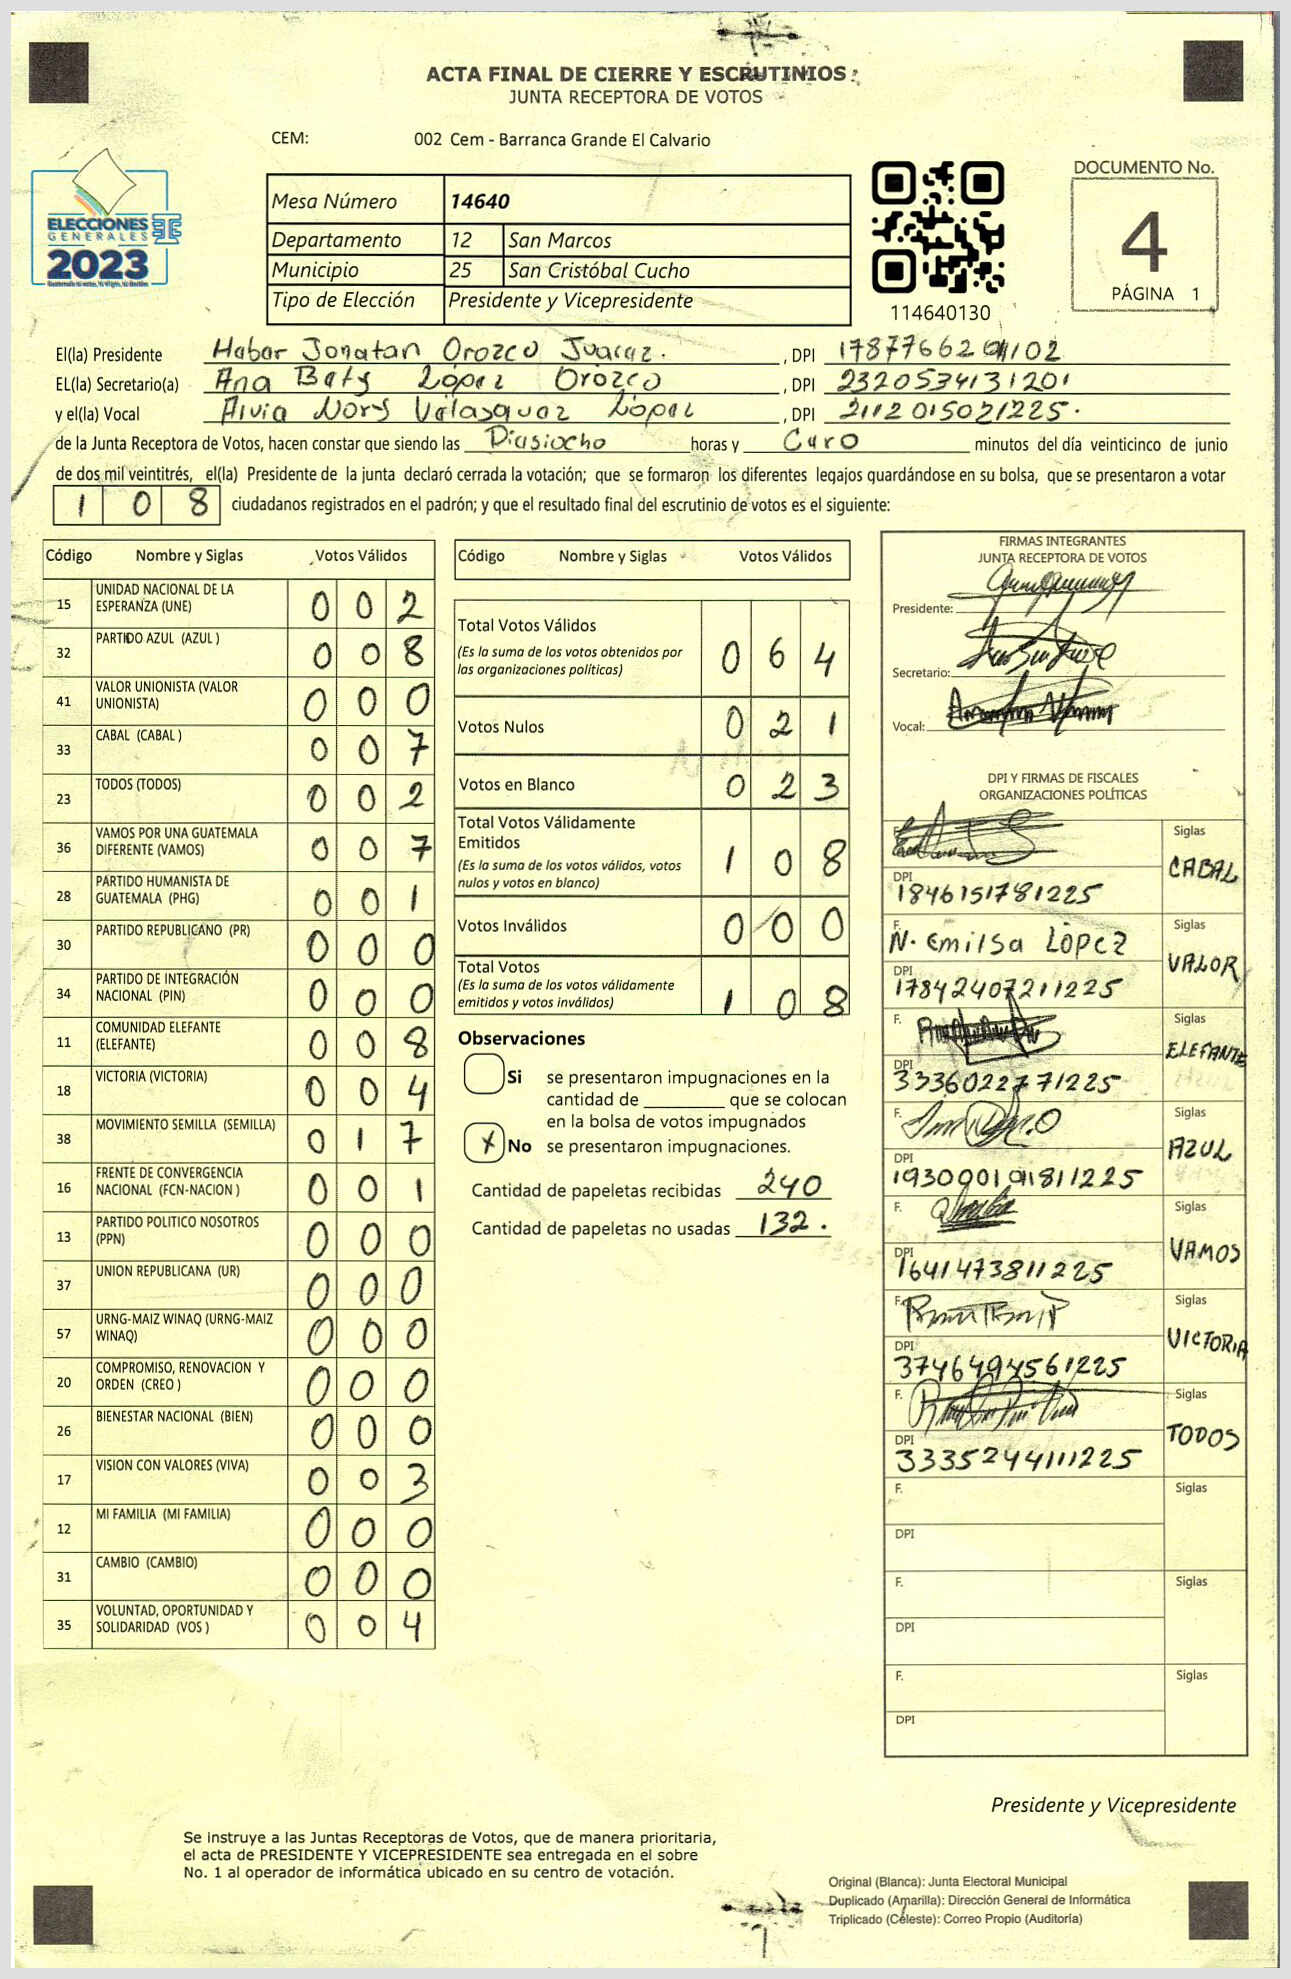 ACTA FINAL DE CIERRE Y ESCRUTINIOS
JUNTA RECEPTORA DE VOTOS
CEM: 002 Cem - Barranca Grande El Calvario
ELECCIONES
GENERALES
2023
Mesa Número 14640
Departamento 12 San Marcos
Municipio 25 San Cristóbal Cucho
Tipo de Elección Presidente y Vicepresidente
114640130
DOCUMENTO No.
4
PÁGINA 1
El(la) Presidente Habar Jonatan Orozco Juaraz. , DPI
EL(la) Secretario(a) Ana Baty López Orozco , DPI 2320534131201
y el(la) Vocal Alvia Nory Valasquaz López , DPI 2112015021225.
de la Junta Receptora de Votos, hacen constar que siendo las Diasiocho horas y Caro minutos del día veinticinco de junio
de dos mil veintitrés, el(la) Presidente de la junta declaró cerrada la votación; que se formaron los diferentes legajos guardándose en su bolsa, que se presentaron a votar
108 ciudadanos registrados en el padrón; y que el resultado final del escrutinio de votos es el siguiente:
Código Nombre y Siglas Votos Válidos
15 UNIDAD NACIONAL DE LA
ESPERANZA (UNE) 0 0 2
32 PARTIDO AZUL (AZUL ) 0 0 8
41 VALOR UNIONISTA (VALOR
UNIONISTA) 0 0 0
33 CABAL (CABAL ) 0 0 7
23 TODOS (TODOS) 0 0 2
36 VAMOS POR UNA GUATEMALA
DIFERENTE (VAMOS) 0 0 7
28 PARTIDO HUMANISTA DE
GUATEMALA (PHG) 0 0 1
30 PARTIDO REPUBLICANO (PR) 0 0 0
34 PARTIDO DE INTEGRACIÓN
NACIONAL (PIN) 0 0 0
11 COMUNIDAD ELEFANTE
(ELEFANTE) 0 0 8
18 VICTORIA (VICTORIA) 0 0 4
38 MOVIMIENTO SEMILLA (SEMILLA) 0 1 7
16 FRENTE DE CONVERGENCIA
NACIONAL (FCN-NACION ) 0 0 1
13 PARTIDO POLITICO NOSOTROS
(PPN) 0 0 0
37 UNION REPUBLICANA (UR) 0 0 0
57 URNG-MAIZ WINAQ (URNG-MAIZ
WINAQ) 0 0 0
20 COMPROMISO, RENOVACION Y
ORDEN (CREO ) 0 0 0
26 BIENESTAR NACIONAL (BIEN) 0 0 0
17 VISION CON VALORES (VIVA) 0 0 3
12 MI FAMILIA (MI FAMILIA) 0 0 0
31 CAMBIO (CAMBIO) 0 0 0
35 VOLUNTAD, OPORTUNIDAD Y
SOLIDARIDAD (VOS ) 0 0 4
Código Nombre y Siglas Votos Válidos
Total Votos Válidos 0 6 4
(Es la suma de los votos obtenidos por
las organizaciones políticas)
Votos Nulos 0 2 1
Votos en Blanco 0 2 3
Total Votos Válidamente
Emitidos 1 0 8
(Es la suma de los votos válidos, votos
nulos y votos en blanco)
Votos Inválidos 0 0 0
Total Votos 1 0 8
(Es la suma de los votos válidamente
emitidos y votos inválidos)
Observaciones
Si se presentaron impugnaciones en la
cantidad de ________ que se colocan
en la bolsa de votos impugnados
X No se presentaron impugnaciones.
Cantidad de papeletas recibidas 240
Cantidad de papeletas no usadas 132.
FIRMAS INTEGRANTES
JUNTA RECEPTORA DE VOTOS
Presidente:
Secretario:
Vocal:
DPI Y FIRMAS DE FISCALES
ORGANIZACIONES POLÍTICAS
F. Siglas
DPI CABAL
1846151781225
F. N. Emilsa López Siglas
DPI VALOR
1784240721​1225
F. Siglas
DPI ELEFANTE
3336022771225
F. Siglas
DPI AZUL
F. Siglas
DPI VAMOS
1641473811225
F. Siglas
DPI VICTORIA
3746494561225
F. Siglas
DPI TODOS
3335244111225
F. Siglas
DPI
F. Siglas
DPI
F. Siglas
DPI
Presidente y Vicepresidente
Se instruye a las Juntas Receptoras de Votos, que de manera prioritaria,
el acta de PRESIDENTE Y VICEPRESIDENTE sea entregada en el sobre
No. 1 al operador de informática ubicado en su centro de votación.
Original (Blanca): Junta Electoral Municipal
Duplicado (Amarilla): Dirección General de Informática
Triplicado (Celeste): Correo Propio (Auditoría)